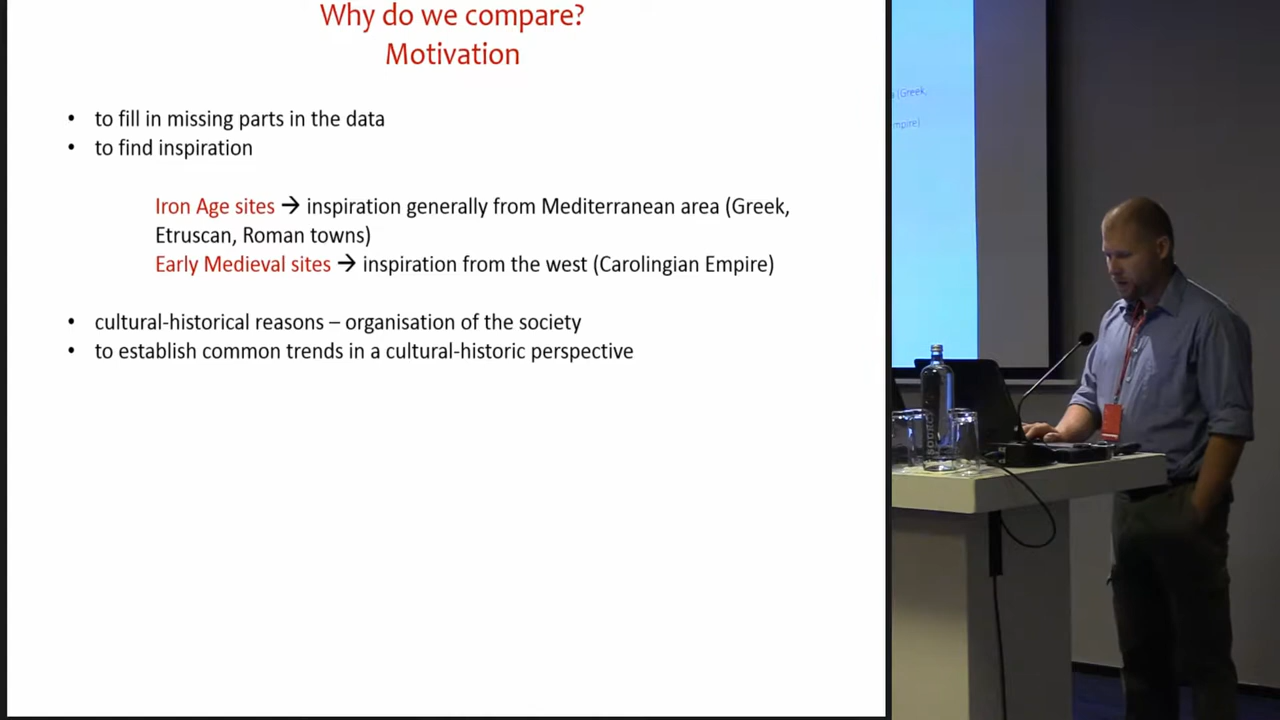 Why do we compare?
Motivation
• to fill in missing parts in the data
• to find inspiration
Iron Age sites → inspiration generally from Mediterranean area (Greek,
Etruscan, Roman towns)
Early Medieval sites → inspiration from the west (Carolingian Empire)
• cultural-historical reasons – organisation of the society
• to establish common trends in a cultural-historic perspective
(Greek,
mpire)